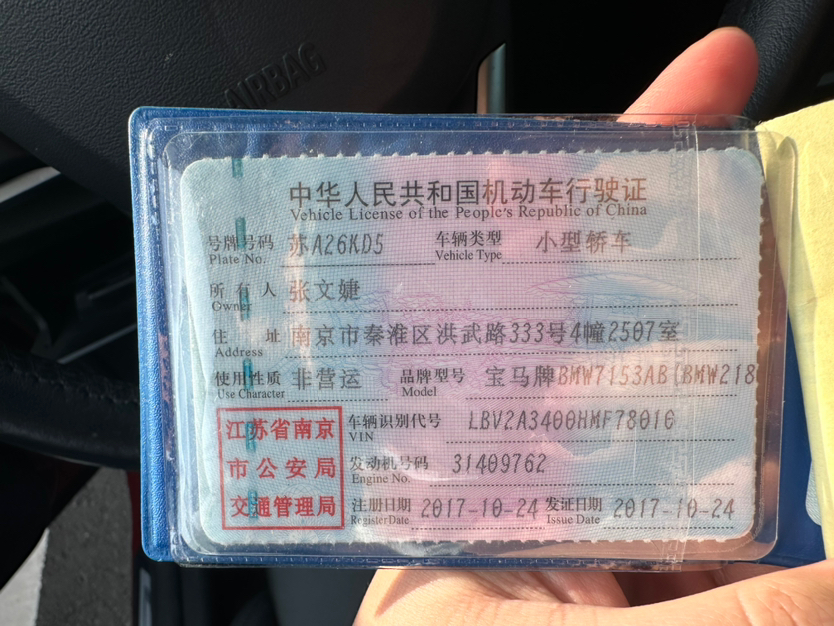 AIRBAG
中华人民共和国机动车行驶证
Vehicle License of the People's Republic of China
号牌号码 苏A26KD5 车辆类型 小型轿车
Plate No. Vehicle Type
所有人 张文婕
Owner
住址 南京市秦淮区洪武路333号4幢2507室
Address
使用性质 非营运 品牌型号 宝马牌BMW7153AB(BMW218
Use Character Model
江苏省南京
市公安局
交通管理局
车辆识别代号 LBV2A3400HMF78016
VIN
发动机号码 31409762
Engine No.
注册日期 2017-10-24 发证日期 2017-10-24
Register Date Issue Date